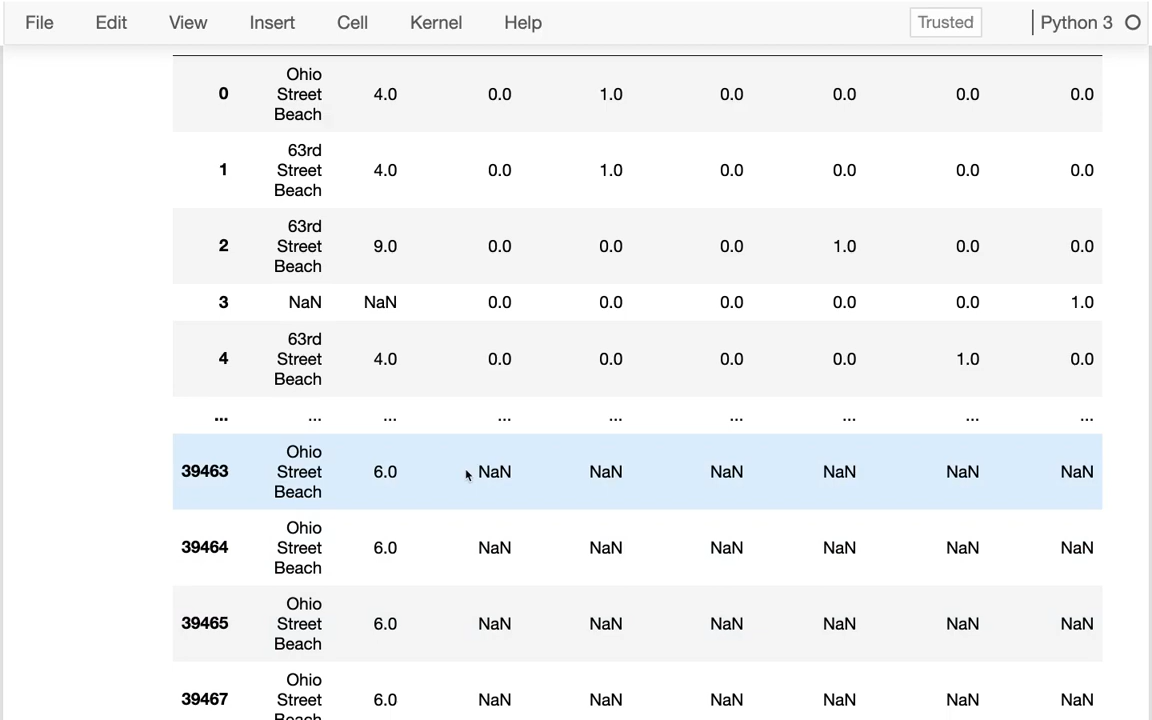 File Edit View Insert Cell Kernel Help Trusted Python 3
Ohio
0 Street 4.0 0.0 1.0 0.0 0.0 0.0 0.0
Beach
63rd
1 Street 4.0 0.0 1.0 0.0 0.0 0.0 0.0
Beach
63rd
2 Street 9.0 0.0 0.0 0.0 1.0 0.0 0.0
Beach
3 NaN NaN 0.0 0.0 0.0 0.0 0.0 1.0
63rd
4 Street 4.0 0.0 0.0 0.0 0.0 1.0 0.0
Beach
... ... ... ... ... ... ... ... ...
Ohio
39463 Street 6.0 NaN NaN NaN NaN NaN NaN
Beach
Ohio
39464 Street 6.0 NaN NaN NaN NaN NaN NaN
Beach
Ohio
39465 Street 6.0 NaN NaN NaN NaN NaN NaN
Beach
Ohio
39467 Street 6.0 NaN NaN NaN NaN NaN NaN
Beach